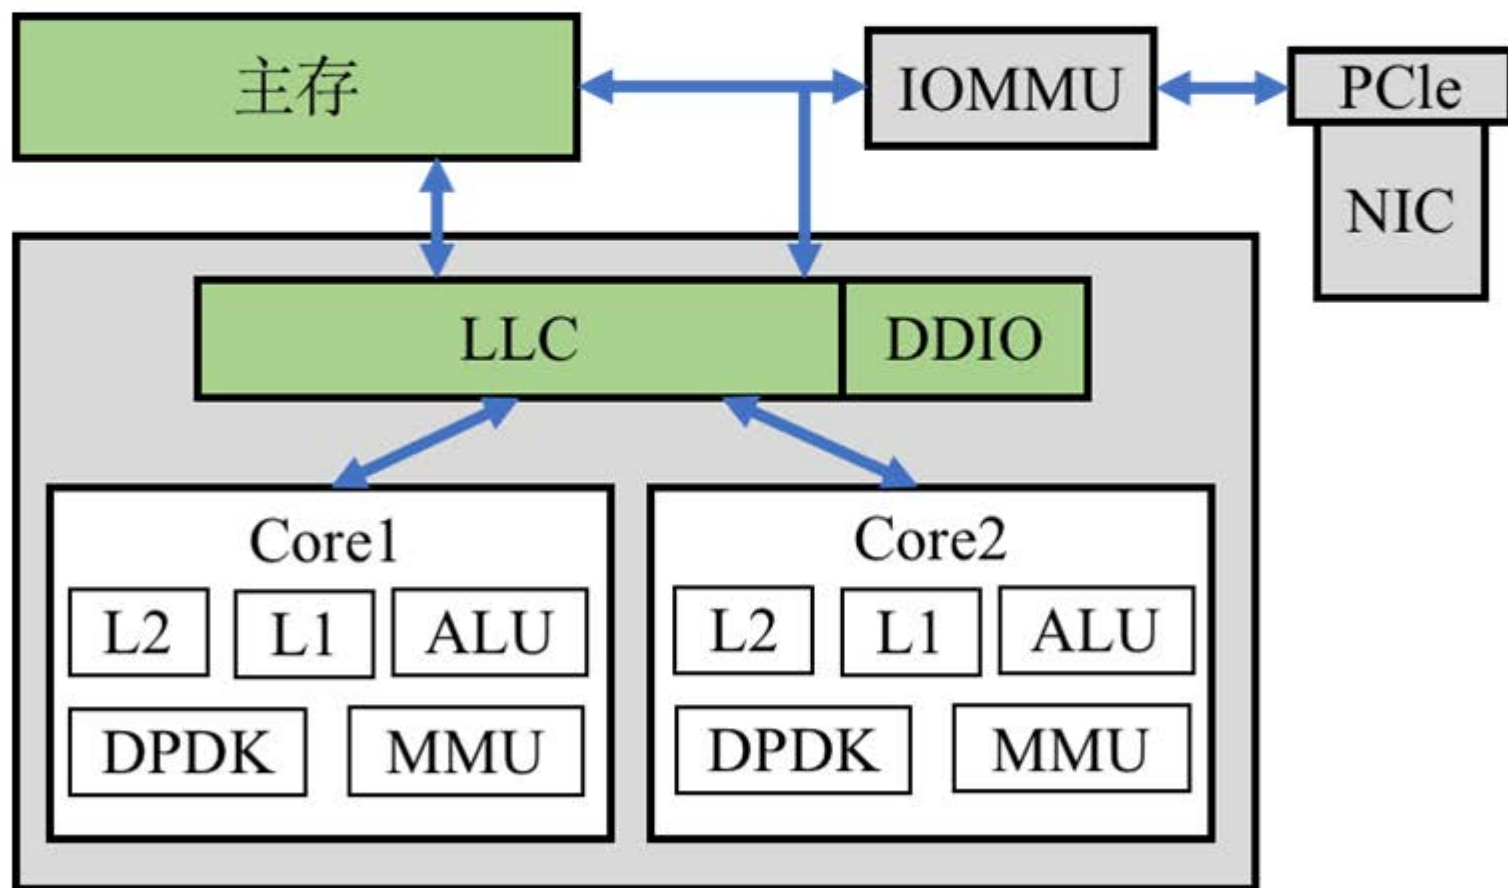 主存
IOMMU
PCle
NIC
LLC
DDIO
Core1
L2
L1
ALU
DPDK
MMU
Core2
L2
L1
ALU
DPDK
MMU